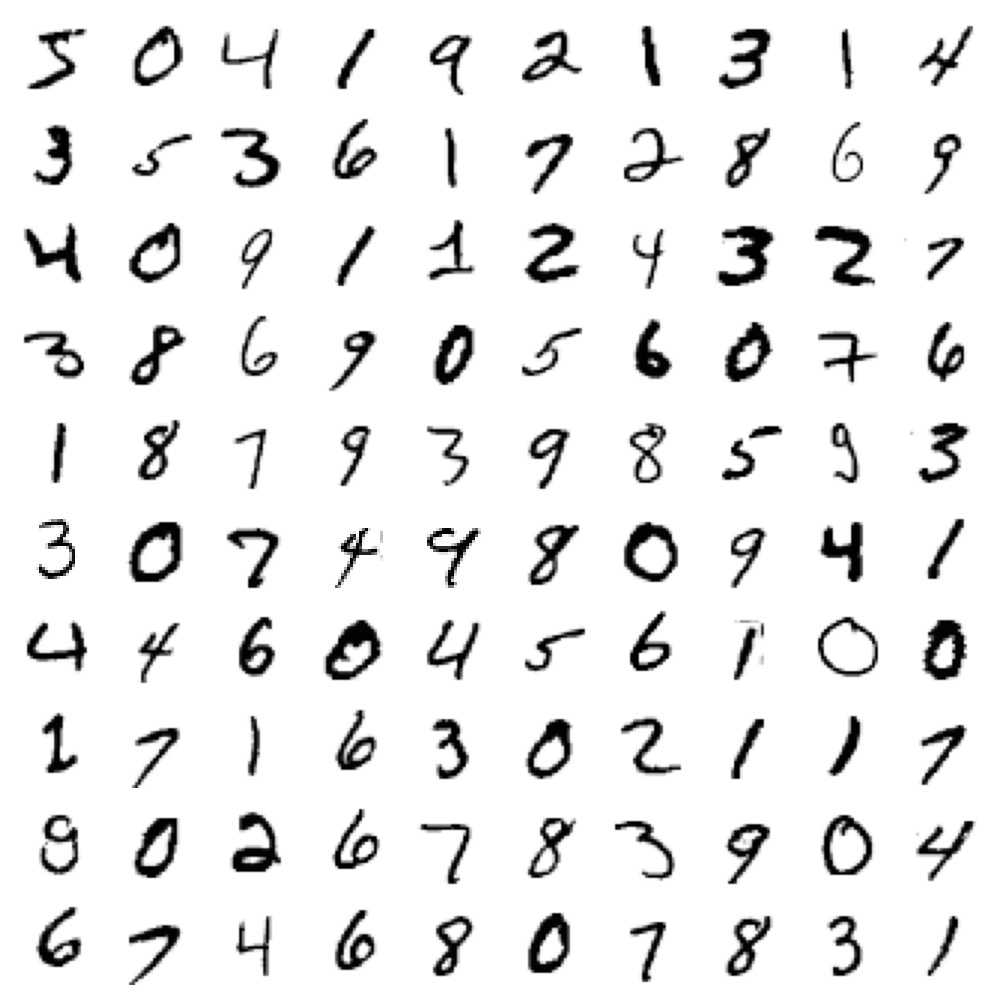 5 0 4 1 9 2 1 3 1 4
3 5 3 6 1 7 2 8 6 9
4 0 9 1 1 2 4 3 2 7
3 8 6 9 0 5 6 0 7 6
1 8 7 9 3 9 8 5 9 3
3 0 7 4 9 8 0 9 4 1
4 4 6 0 4 5 6 1 0 0
1 7 1 6 3 0 2 1 1 7
9 0 2 6 7 8 3 9 0 4
6 7 4 6 8 0 7 8 3 1